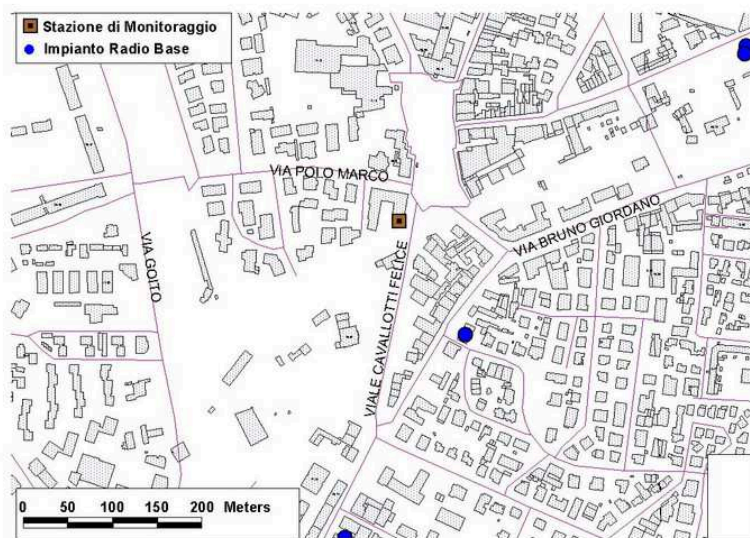 Stazione di Monitoraggio
Impianto Radio Base
VIA POLO MARCO
VIA BRUNO GIORDANO
VIA GOITO
VIALE CAVALLOTTI FELICE
0 50 100 150 200 Meters